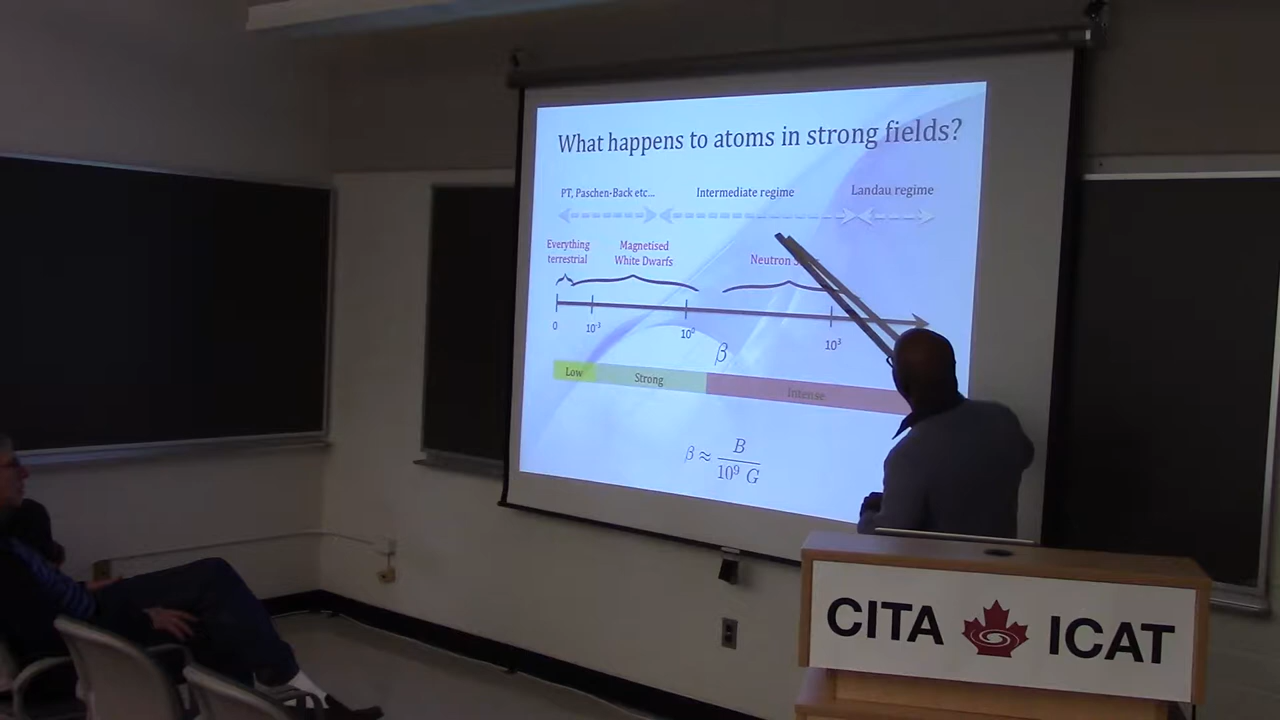 What happens to atoms in strong fields?
PT, Paschen-Back etc...
Intermediate regime
Landau regime
Everything
terrestrial
Magnetised
White Dwarfs
Neutron
0
10⁻³
10⁰
10³
β
Low
Strong
Intense
β ≈ B / 10⁹ G
CITA ICAT